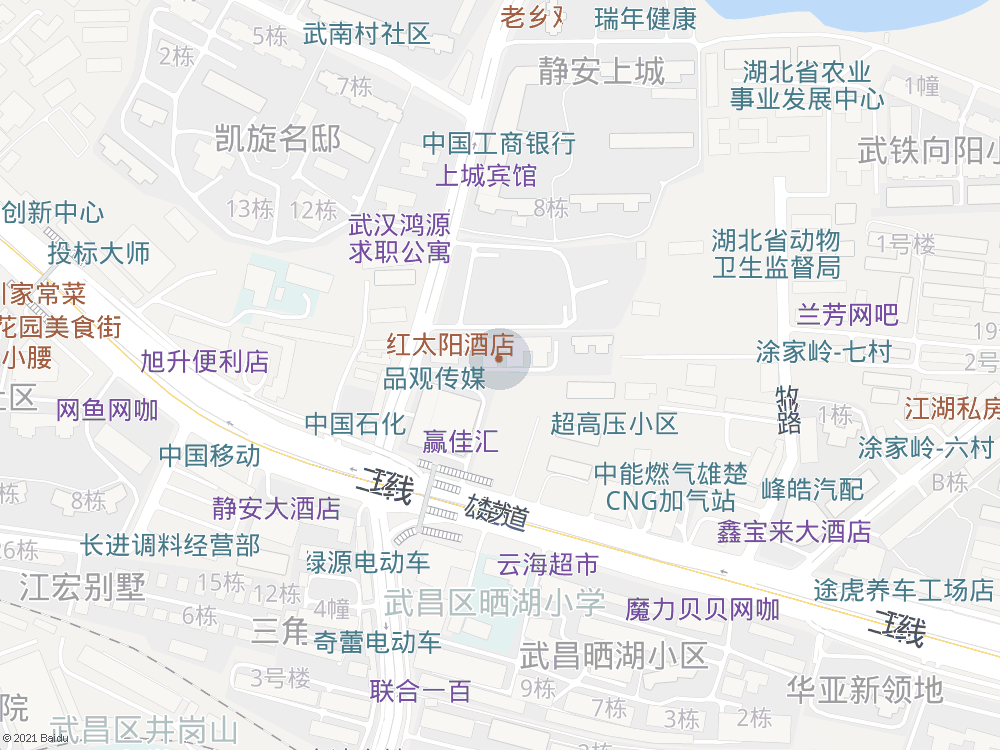 老乡
瑞年健康
5栋
武南村社区
2栋
静安上城
湖北省农业
事业发展中心
7栋
1幢
凯旋名邸
中国工商银行
武铁向阳小
上城宾馆
13栋
12栋
8栋
创新中心
武汉鸿源
求职公寓
投标大师
湖北省动物
卫生监督局
1号楼
家常菜
兰芳网吧
花园美食街
19
红太阳酒店
小腰
旭升便利店
涂家岭-七村
2号
品观传媒
社区
网鱼网咖
牧
路
江湖私房
中国石化
超高压小区
1栋
赢佳汇
涂家岭-六村
中国移动
中能燃气雄楚
CNG加气站
B栋
峰皓汽配
8栋
静安大酒店
雄楚大道
鑫宝来大酒店
26栋
长进调料经营部
绿源电动车
云海超市
江宏别墅
15栋
12栋
途虎养车工场店
6栋
4幢
武昌区晒湖小学
魔力贝贝网咖
三角
奇蕾电动车
二环线
武昌晒湖小区
3号楼
联合一百
9栋
华亚新领地
院
7栋
3栋
2栋
武昌区井岗山
© 2021 Baidu